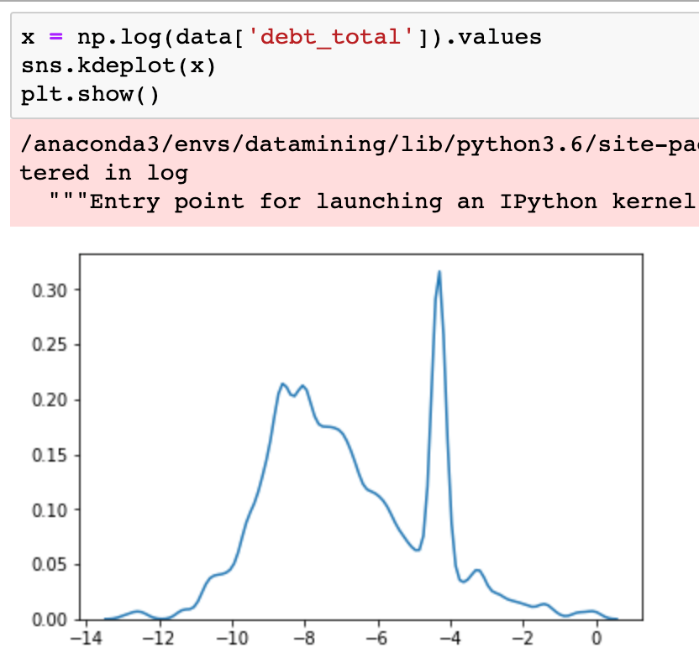 x = np.log(data['debt_total']).values
sns.kdeplot(x)
plt.show()
/anaconda3/envs/datamining/lib/python3.6/site-pa
tered in log
"""Entry point for launching an IPython kernel
0.30
0.25
0.20
0.15
0.10
0.05
0.00
−14 −12 −10 −8 −6 −4 −2 0